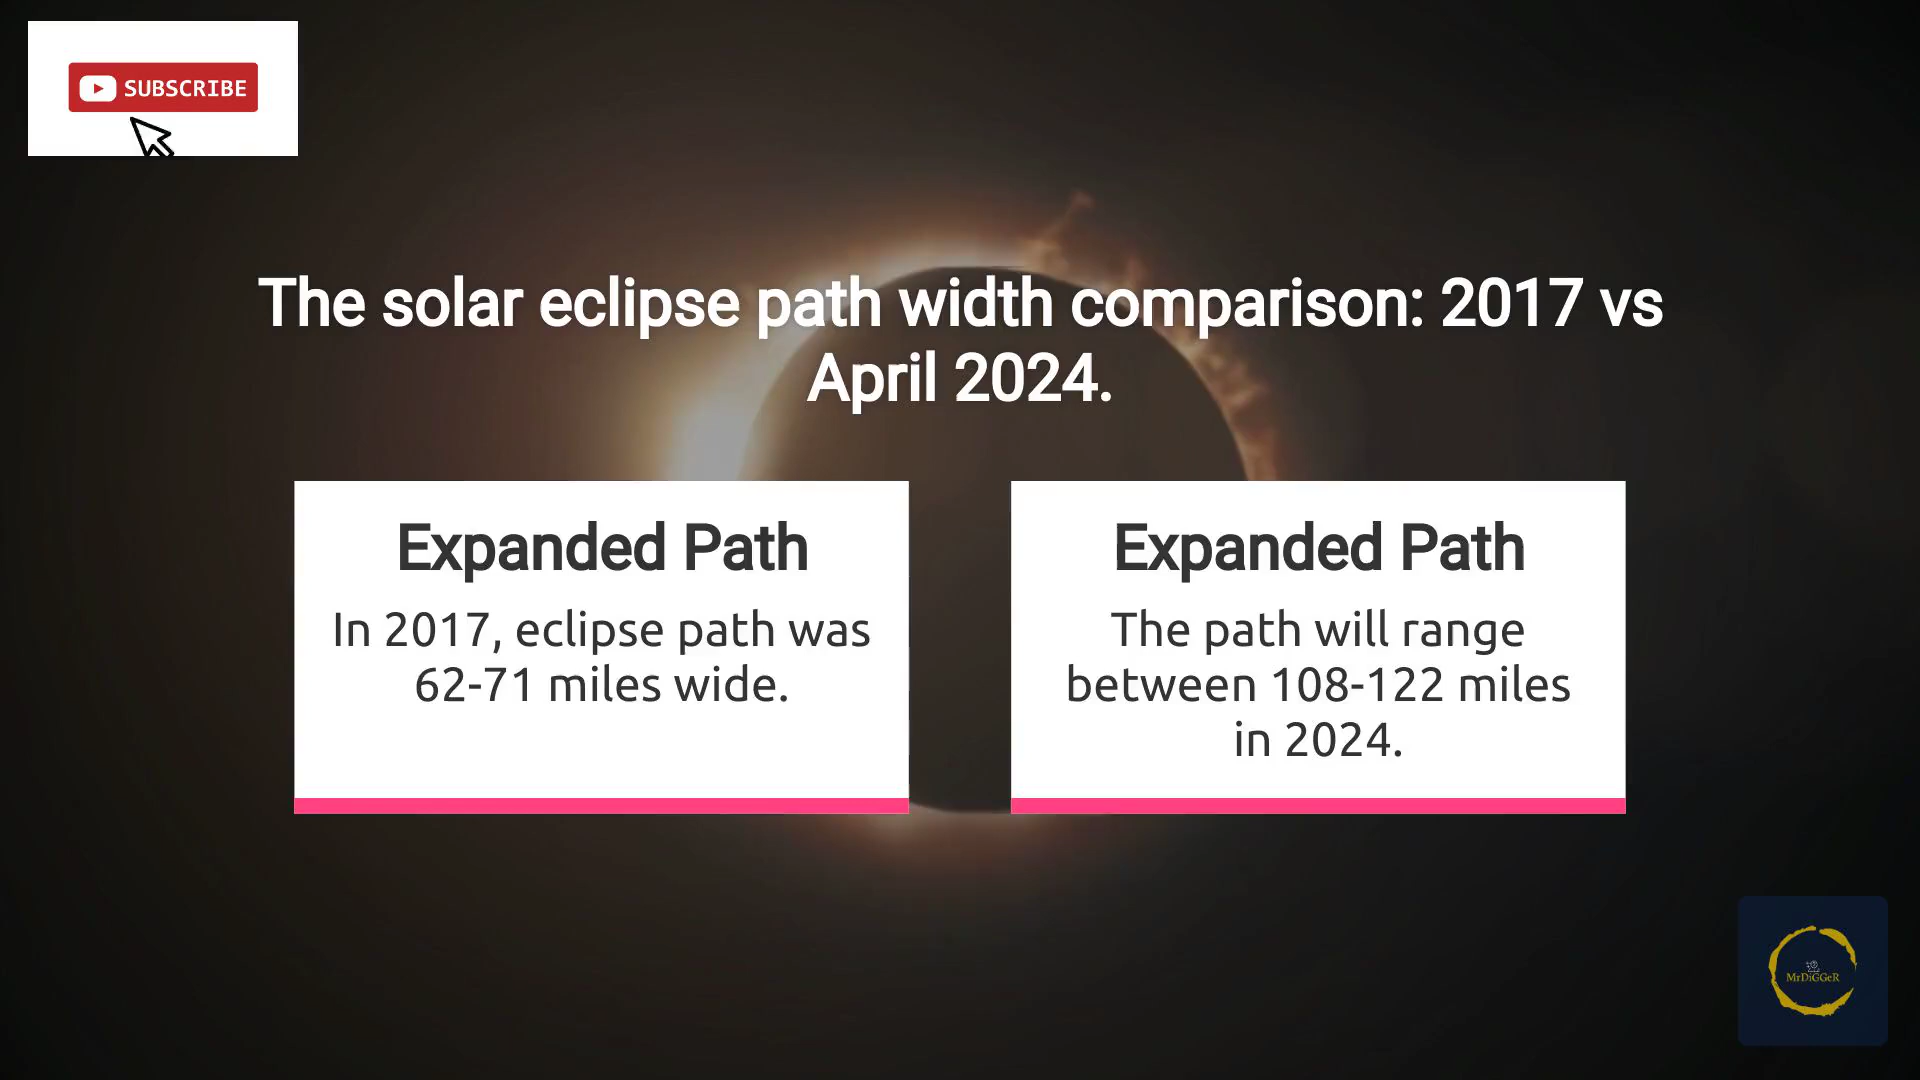 SUBSCRIBE
The solar eclipse path width comparison: 2017 vs
April 2024.
Expanded Path
In 2017, eclipse path was
62-71 miles wide.
Expanded Path
The path will range
between 108-122 miles
in 2024.
MrDiGGeR